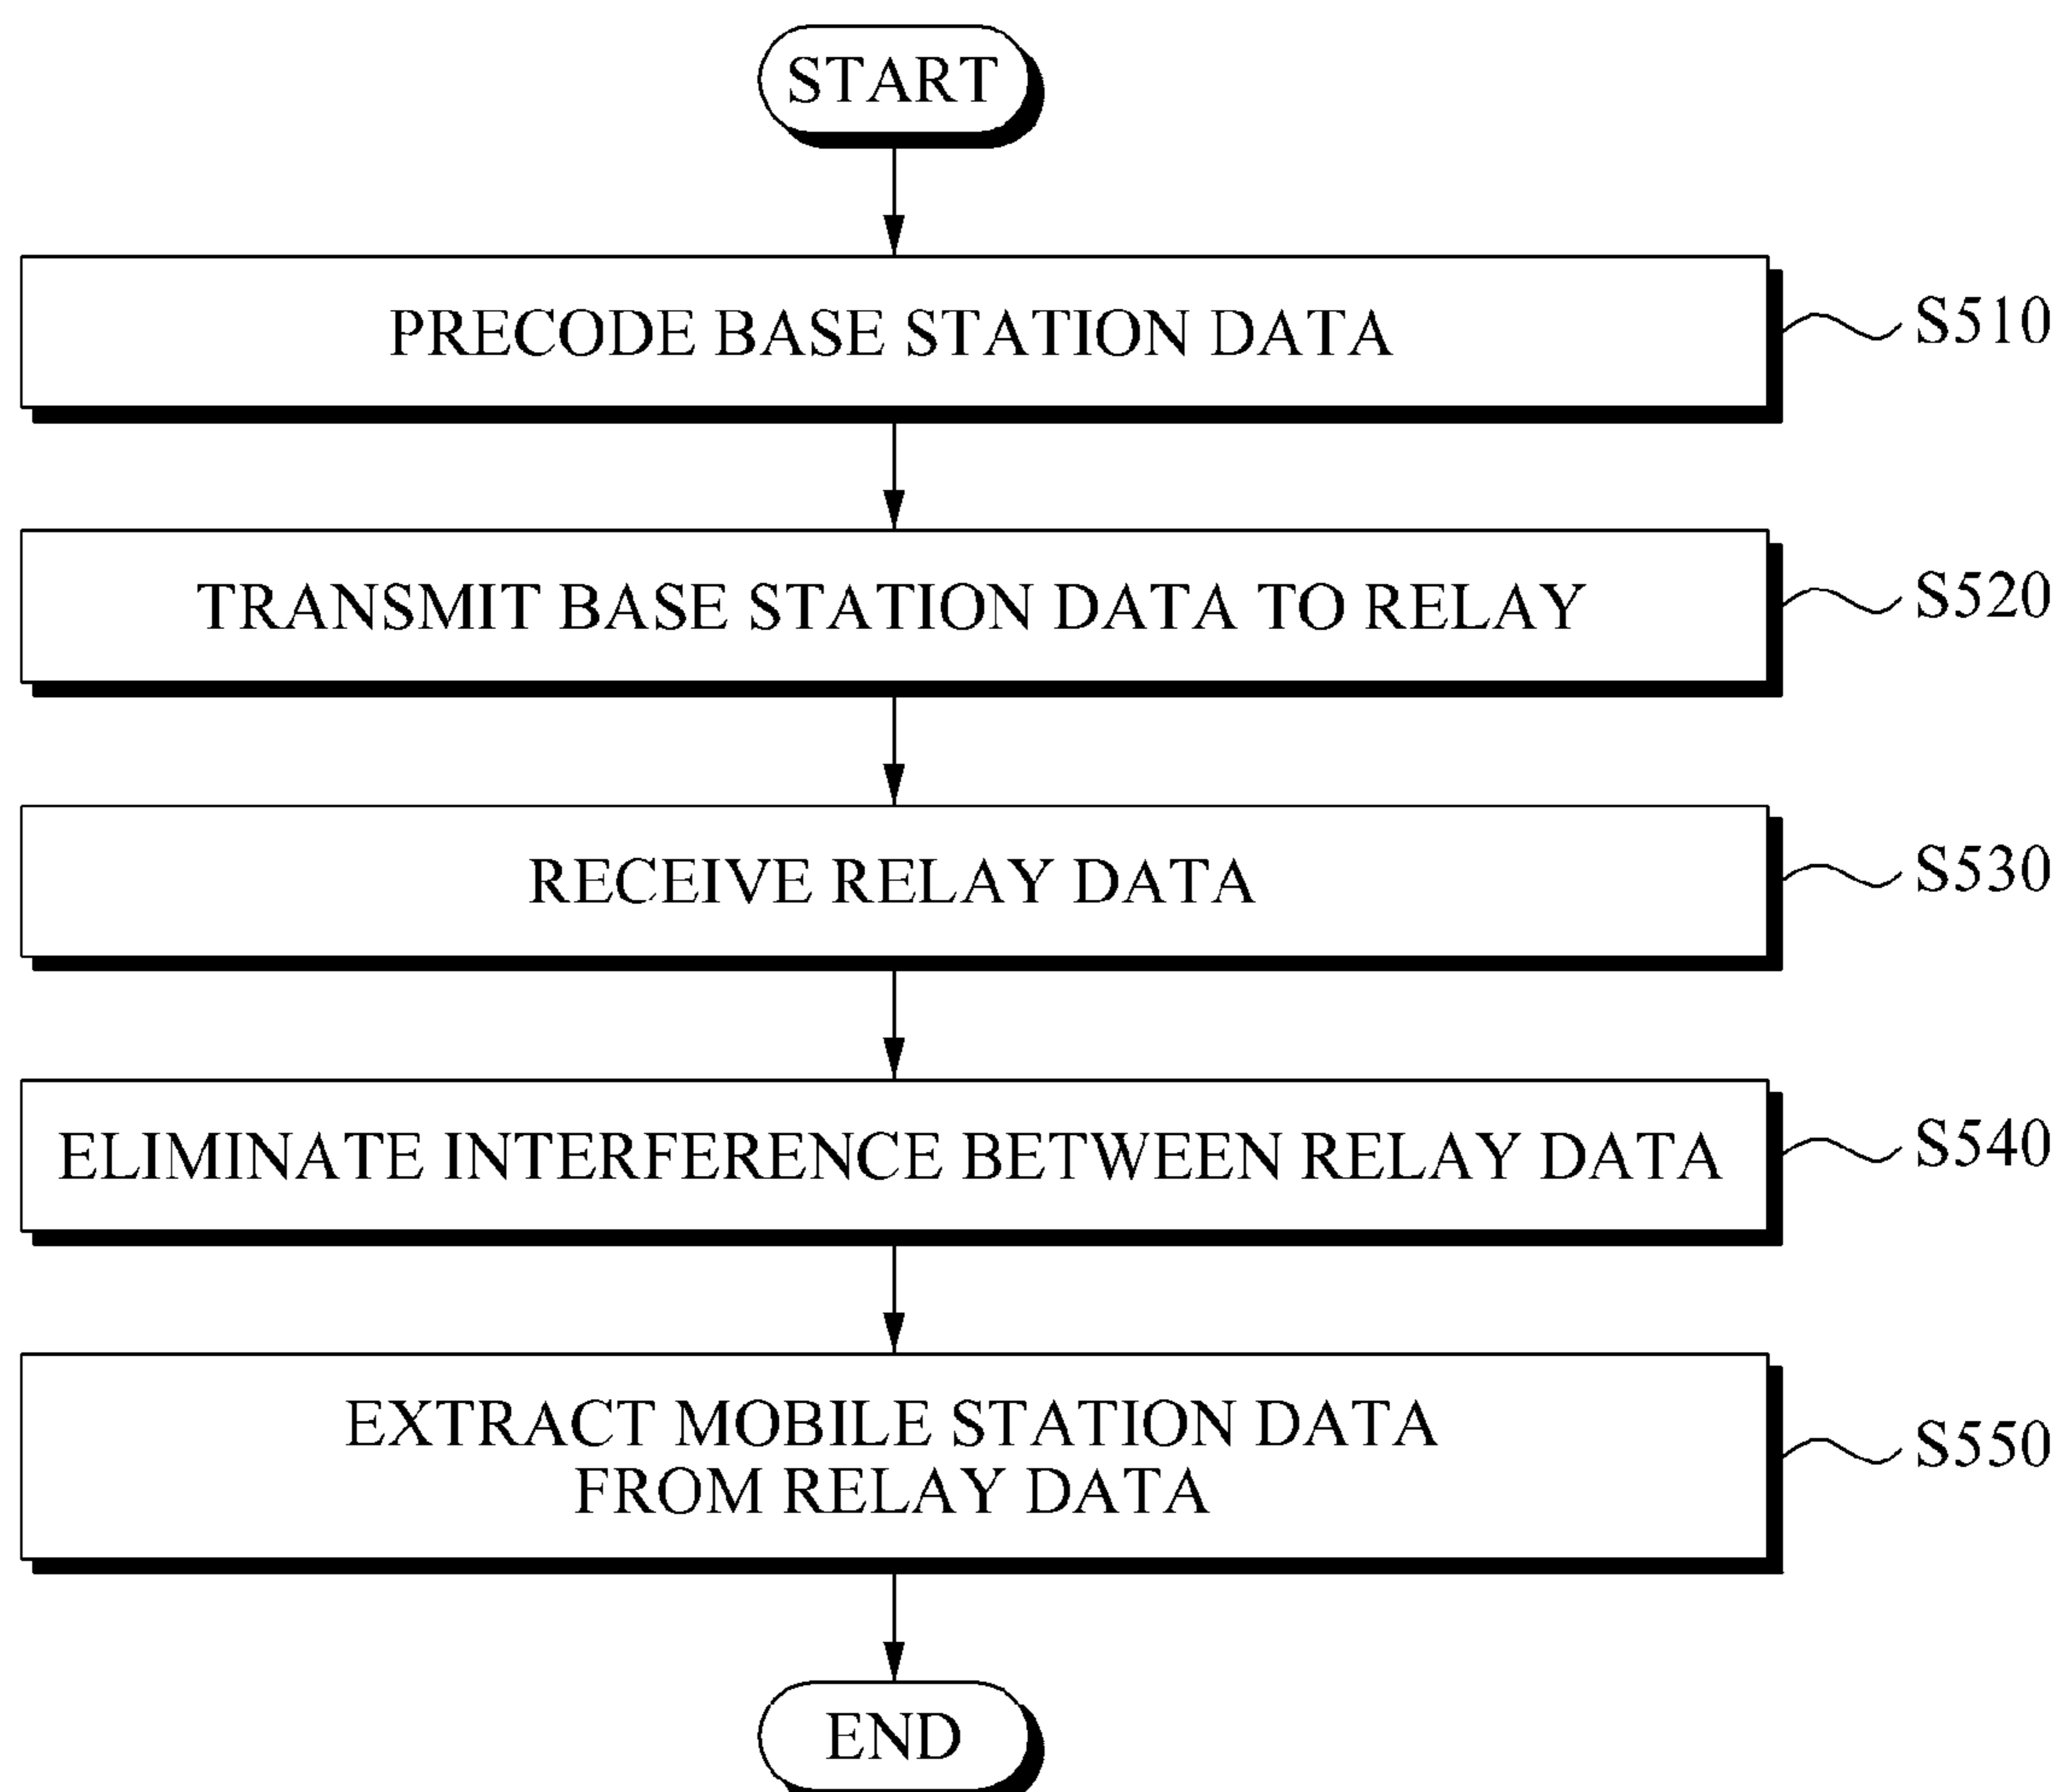 START
PRECODE BASE STATION DATA
S510
TRANSMIT BASE STATION DATA TO RELAY
S520
RECEIVE RELAY DATA
S530
ELIMINATE INTERFERENCE BETWEEN RELAY DATA
S540
EXTRACT MOBILE STATION DATA
FROM RELAY DATA
S550
END